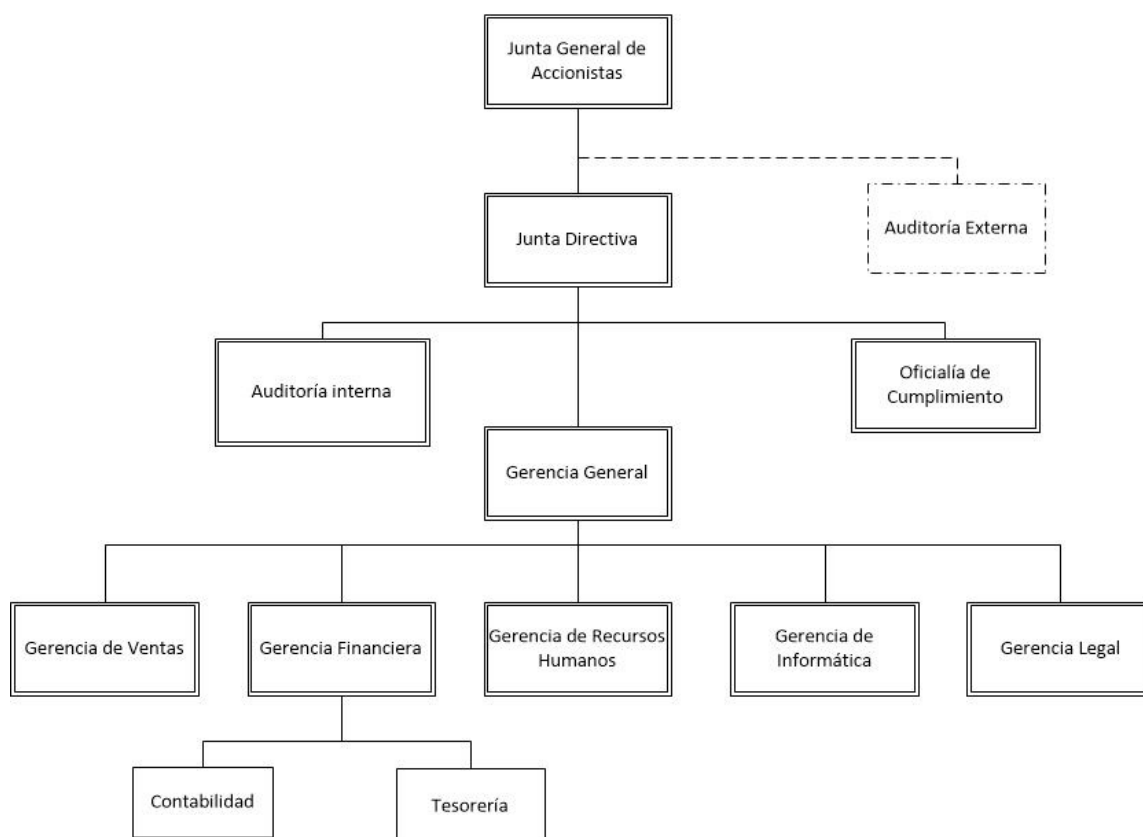 Junta General de
Accionistas
Auditoría Externa
Junta Directiva
Auditoría interna
Oficialía de
Cumplimiento
Gerencia General
Gerencia de Ventas
Gerencia Financiera
Gerencia de Recursos
Humanos
Gerencia de
Informática
Gerencia Legal
Contabilidad
Tesorería